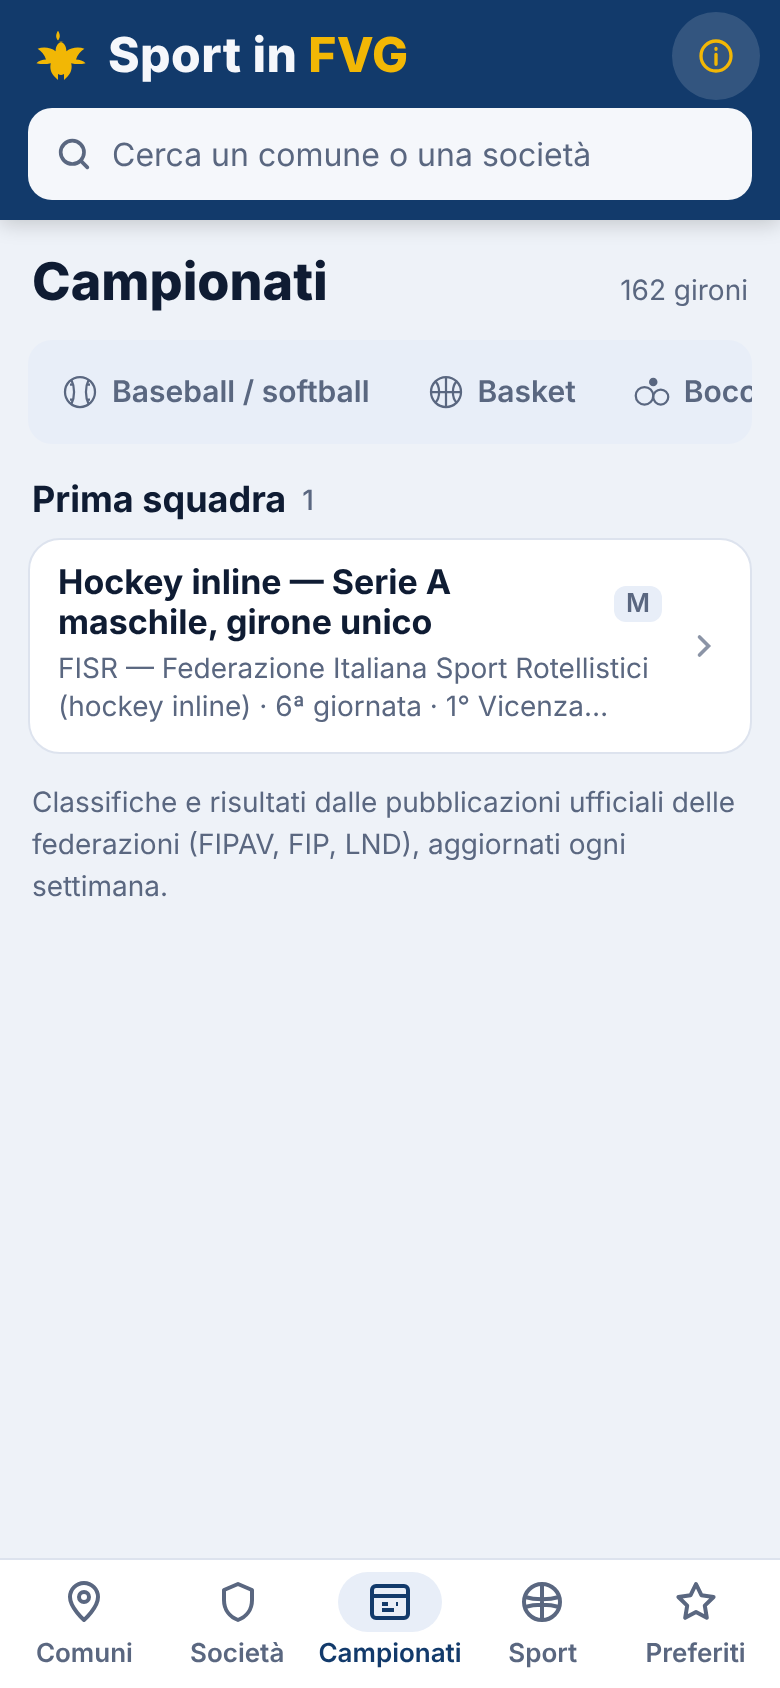 Sport in FVG
Cerca un comune o una società
Campionati
162 gironi
Baseball / softball
Basket
Bocc
Prima squadra 1
Hockey inline — Serie A
maschile, girone unico
M
FISR — Federazione Italiana Sport Rotellistici
(hockey inline) · 6ª giornata · 1° Vicenza...
Classifiche e risultati dalle pubblicazioni ufficiali delle
federazioni (FIPAV, FIP, LND), aggiornati ogni
settimana.
Comuni
Società
Campionati
Sport
Preferiti